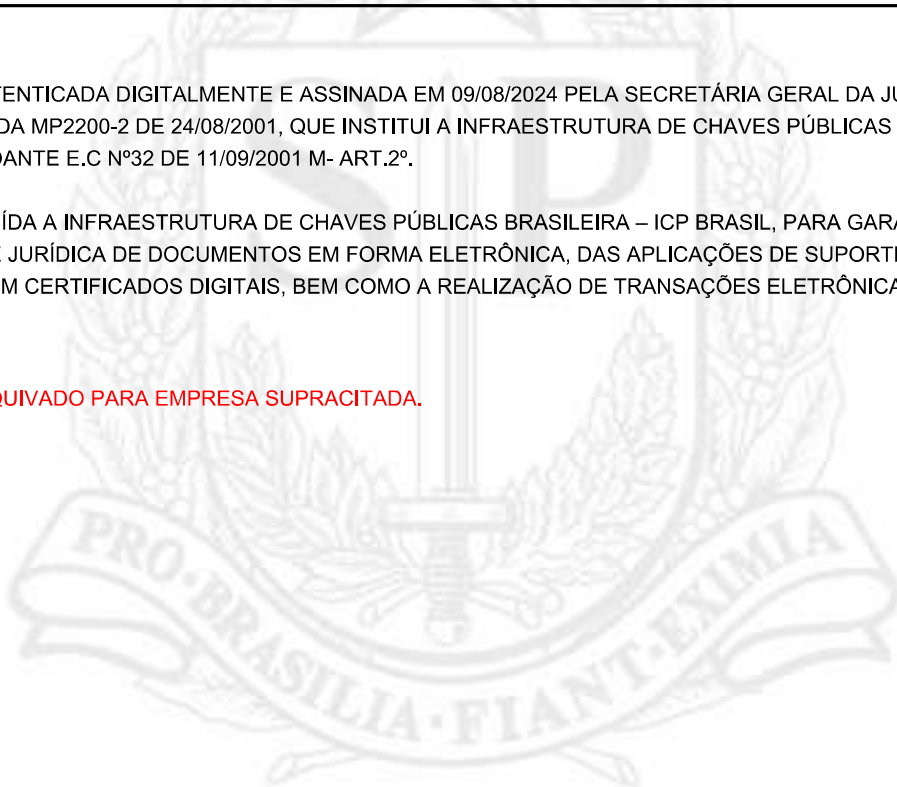 TENTICADA DIGITALMENTE E ASSINADA EM 09/08/2024 PELA SECRETÁRIA GERAL DA JU
DA MP2200-2 DE 24/08/2001, QUE INSTITUI A INFRAESTRUTURA DE CHAVES PÚBLICAS
DANTE E.C Nº32 DE 11/09/2001 M- ART.2º.
ÍDA A INFRAESTRUTURA DE CHAVES PÚBLICAS BRASILEIRA – ICP BRASIL, PARA GARA
E JURÍDICA DE DOCUMENTOS EM FORMA ELETRÔNICA, DAS APLICAÇÕES DE SUPORTE
M CERTIFICADOS DIGITAIS, BEM COMO A REALIZAÇÃO DE TRANSAÇÕES ELETRÔNICA
QUIVADO PARA EMPRESA SUPRACITADA.
SP
PRO·BRASILIA·FIANT·EXIMIA